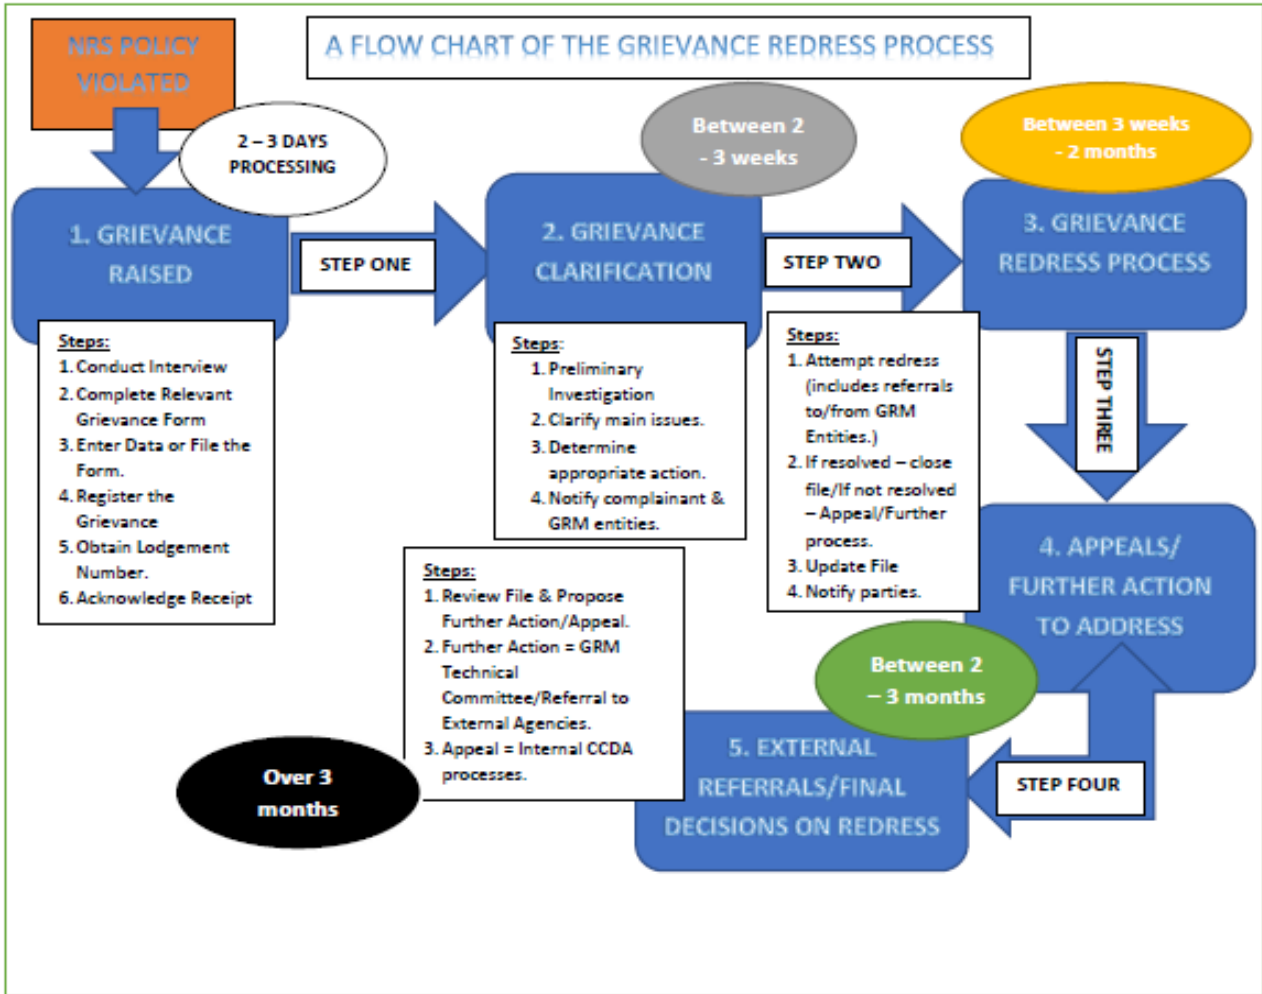 NRS POLICY
VIOLATED
A FLOW CHART OF THE GRIEVANCE REDRESS PROCESS
2 – 3 DAYS
PROCESSING
1. GRIEVANCE
RAISED
STEP ONE
Steps:
1. Conduct Interview
2. Complete Relevant
Grievance Form
3. Enter Data or File the
Form.
4. Register the
Grievance
5. Obtain Lodgement
Number.
6. Acknowledge Receipt
Between 2
- 3 weeks
2. GRIEVANCE
CLARIFICATION
STEP TWO
Steps:
1. Preliminary
Investigation
2. Clarify main issues.
3. Determine
appropriate action.
4. Notify complainant &
GRM entities.
Between 3 weeks
- 2 months
3. GRIEVANCE
REDRESS PROCESS
STEP THREE
Steps:
1. Attempt redress
(includes referrals
to/from GRM
Entities.)
2. If resolved – close
file/If not resolved
– Appeal/Further
process.
3. Update File
4. Notify parties.
4. APPEALS/
FURTHER ACTION
TO ADDRESS
Between 2
– 3 months
STEP FOUR
Steps:
1. Review File & Propose
Further Action/Appeal.
2. Further Action = GRM
Technical
Committee/Referral to
External Agencies.
3. Appeal = Internal CCDA
processes.
5. EXTERNAL
REFERRALS/FINAL
DECISIONS ON REDRESS
Over 3
months